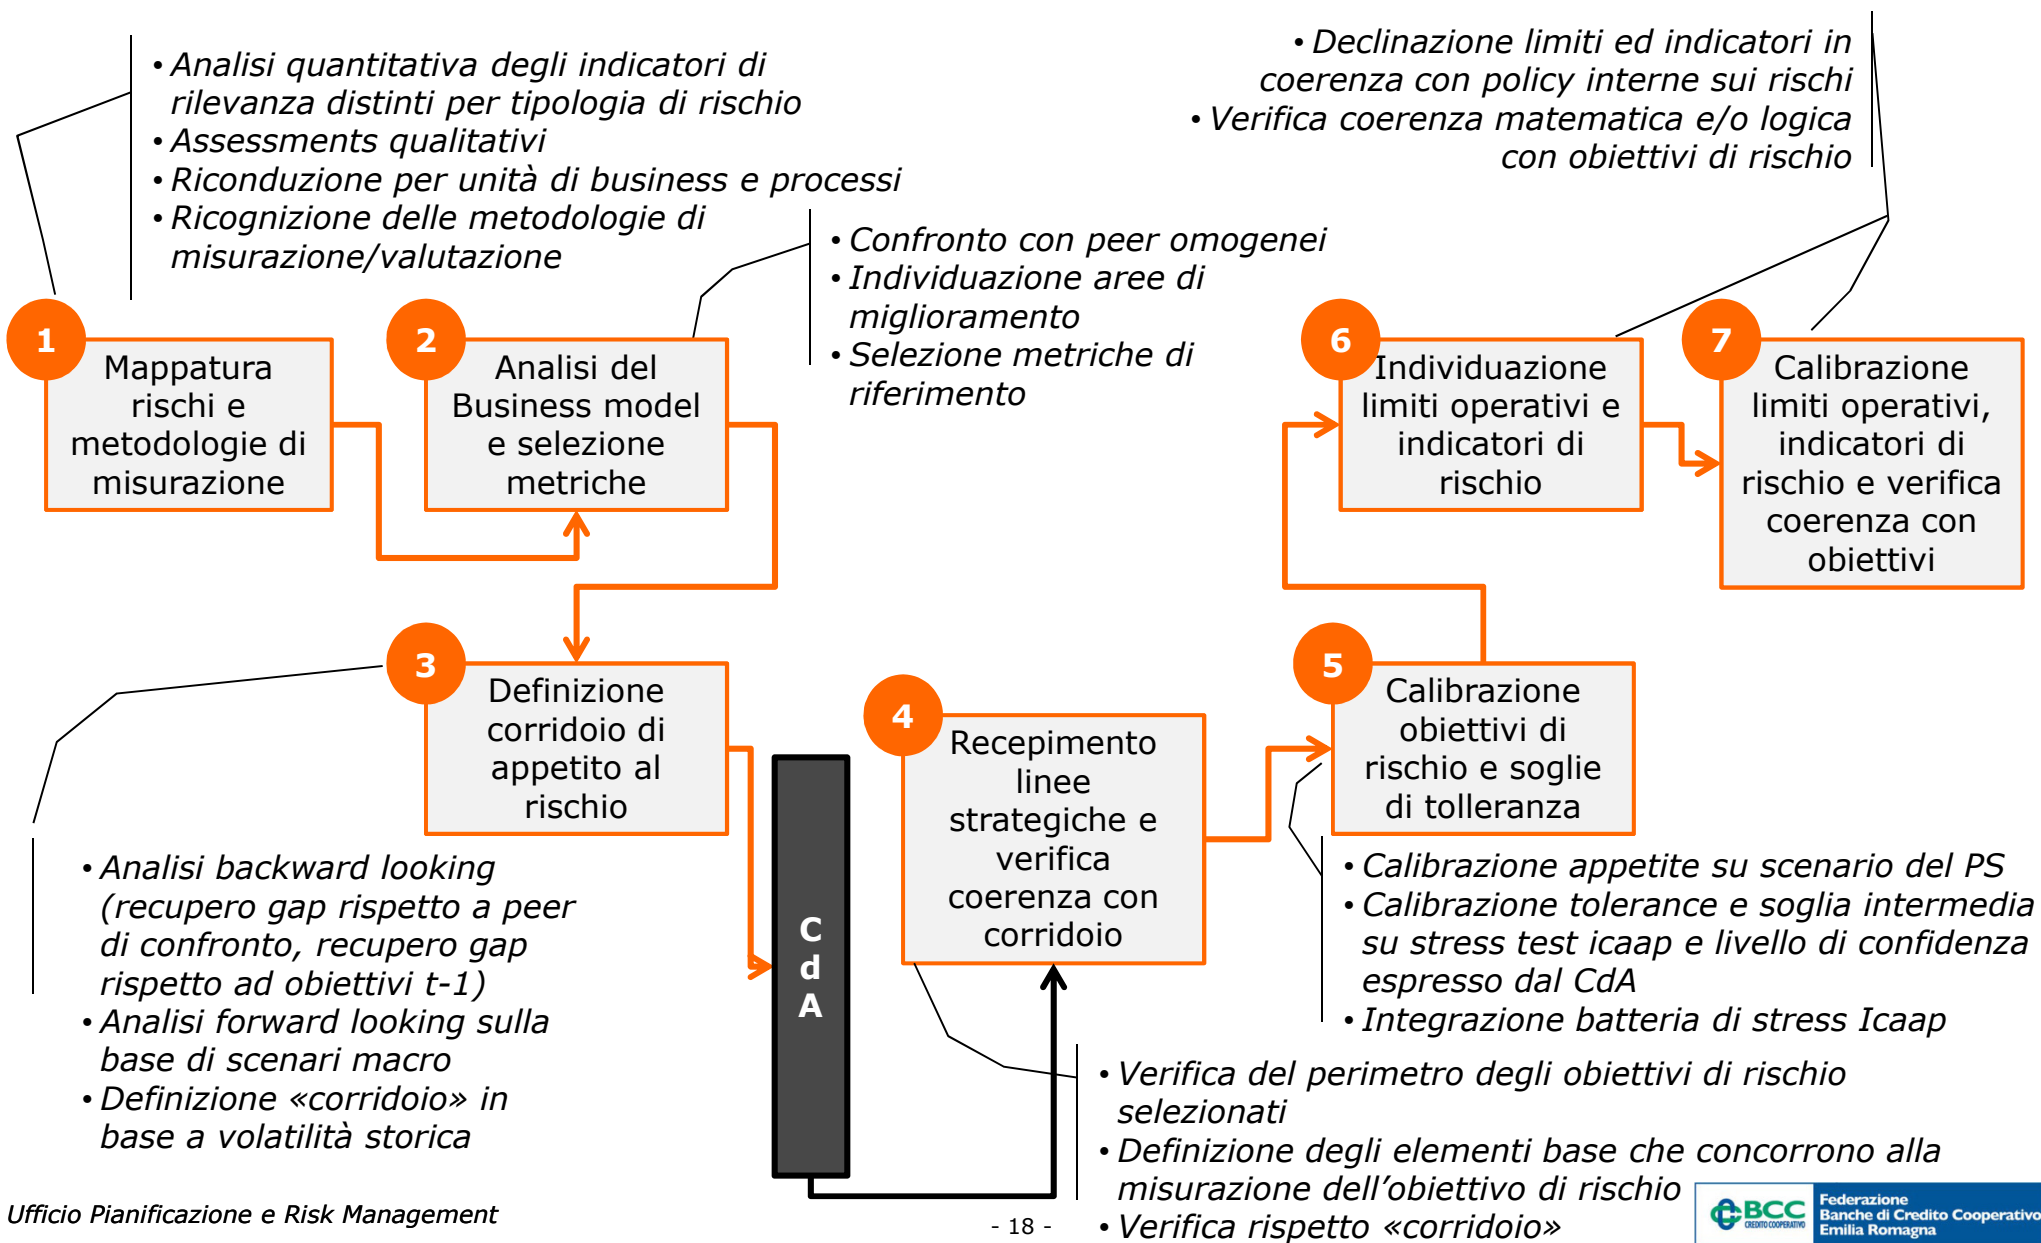 • Analisi quantitativa degli indicatori di
rilevanza distinti per tipologia di rischio
• Assessments qualitativi
• Riconduzione per unità di business e processi
• Ricognizione delle metodologie di
misurazione/valutazione
• Confronto con peer omogenei
• Individuazione aree di
miglioramento
• Selezione metriche di
riferimento
• Declinazione limiti ed indicatori in
coerenza con policy interne sui rischi
• Verifica coerenza matematica e/o logica
con obiettivi di rischio
1
Mappatura
rischi e
metodologie di
misurazione
2
Analisi del
Business model
e selezione
metriche
6
Individuazione
limiti operativi e
indicatori di
rischio
7
Calibrazione
limiti operativi,
indicatori di
rischio e verifica
coerenza con
obiettivi
3
Definizione
corridoio di
appetito al
rischio
C
d
A
4
Recepimento
linee
strategiche e
verifica
coerenza con
corridoio
5
Calibrazione
obiettivi di
rischio e soglie
di tolleranza
• Analisi backward looking
(recupero gap rispetto a peer
di confronto, recupero gap
rispetto ad obiettivi t-1)
• Analisi forward looking sulla
base di scenari macro
• Definizione «corridoio» in
base a volatilità storica
• Calibrazione appetite su scenario del PS
• Calibrazione tolerance e soglia intermedia
su stress test icaap e livello di confidenza
espresso dal CdA
• Integrazione batteria di stress Icaap
• Verifica del perimetro degli obiettivi di rischio
selezionati
• Definizione degli elementi base che concorrono alla
misurazione dell’obiettivo di rischio
• Verifica rispetto «corridoio»
Ufficio Pianificazione e Risk Management
- 18 -
BCC
CREDITO COOPERATIVO
Federazione
Banche di Credito Cooperativo
Emilia Romagna